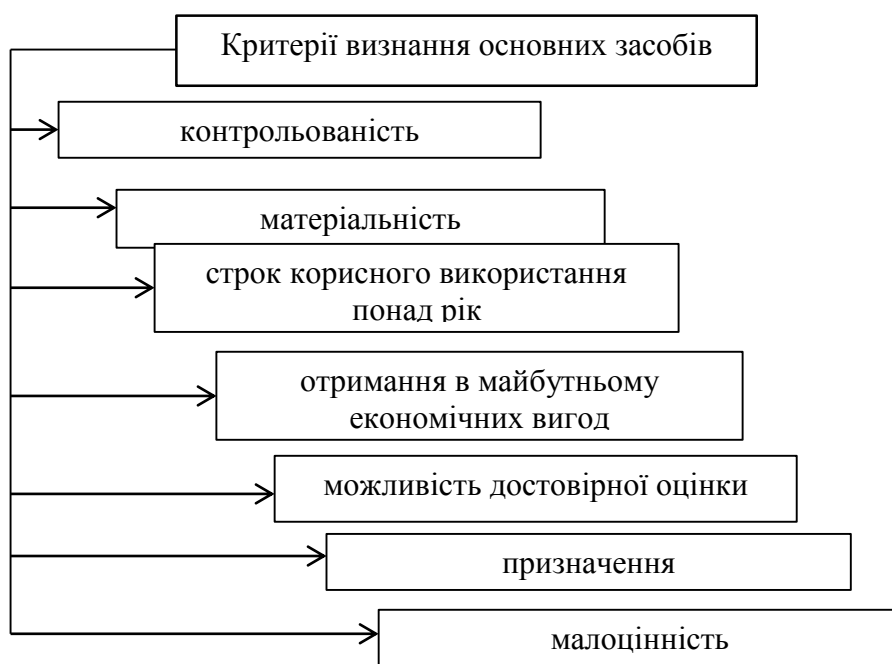 Критерії визнання основних засобів
контрольованість
матеріальність
строк корисного використання
понад рік
отримання в майбутньому
економічних вигод
можливість достовірної оцінки
призначення
малоцінність